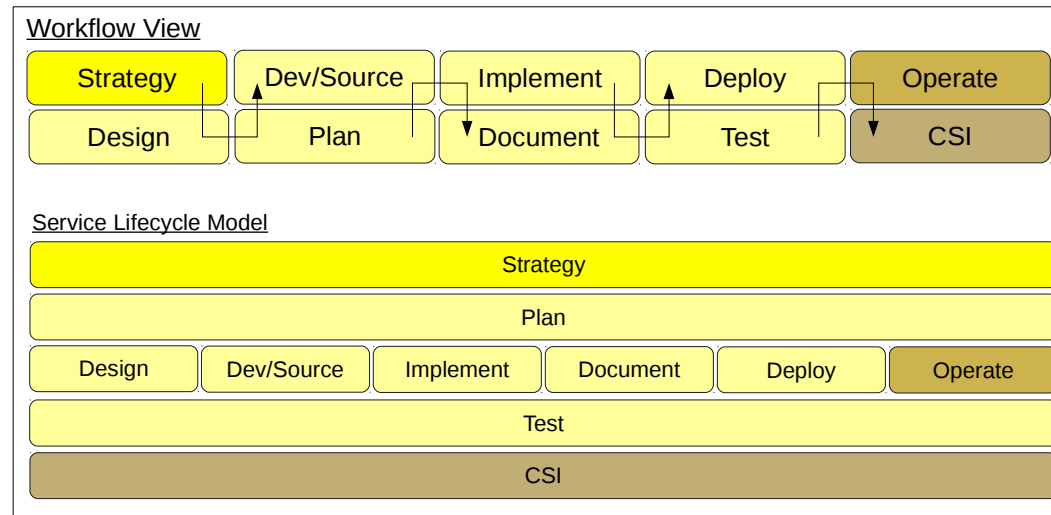 Workflow View
Strategy Dev/Source Implement Deploy Operate
Design Plan Document Test CSI
Service Lifecycle Model
Strategy
Plan
Design Dev/Source Implement Document Deploy Operate
Test
CSI